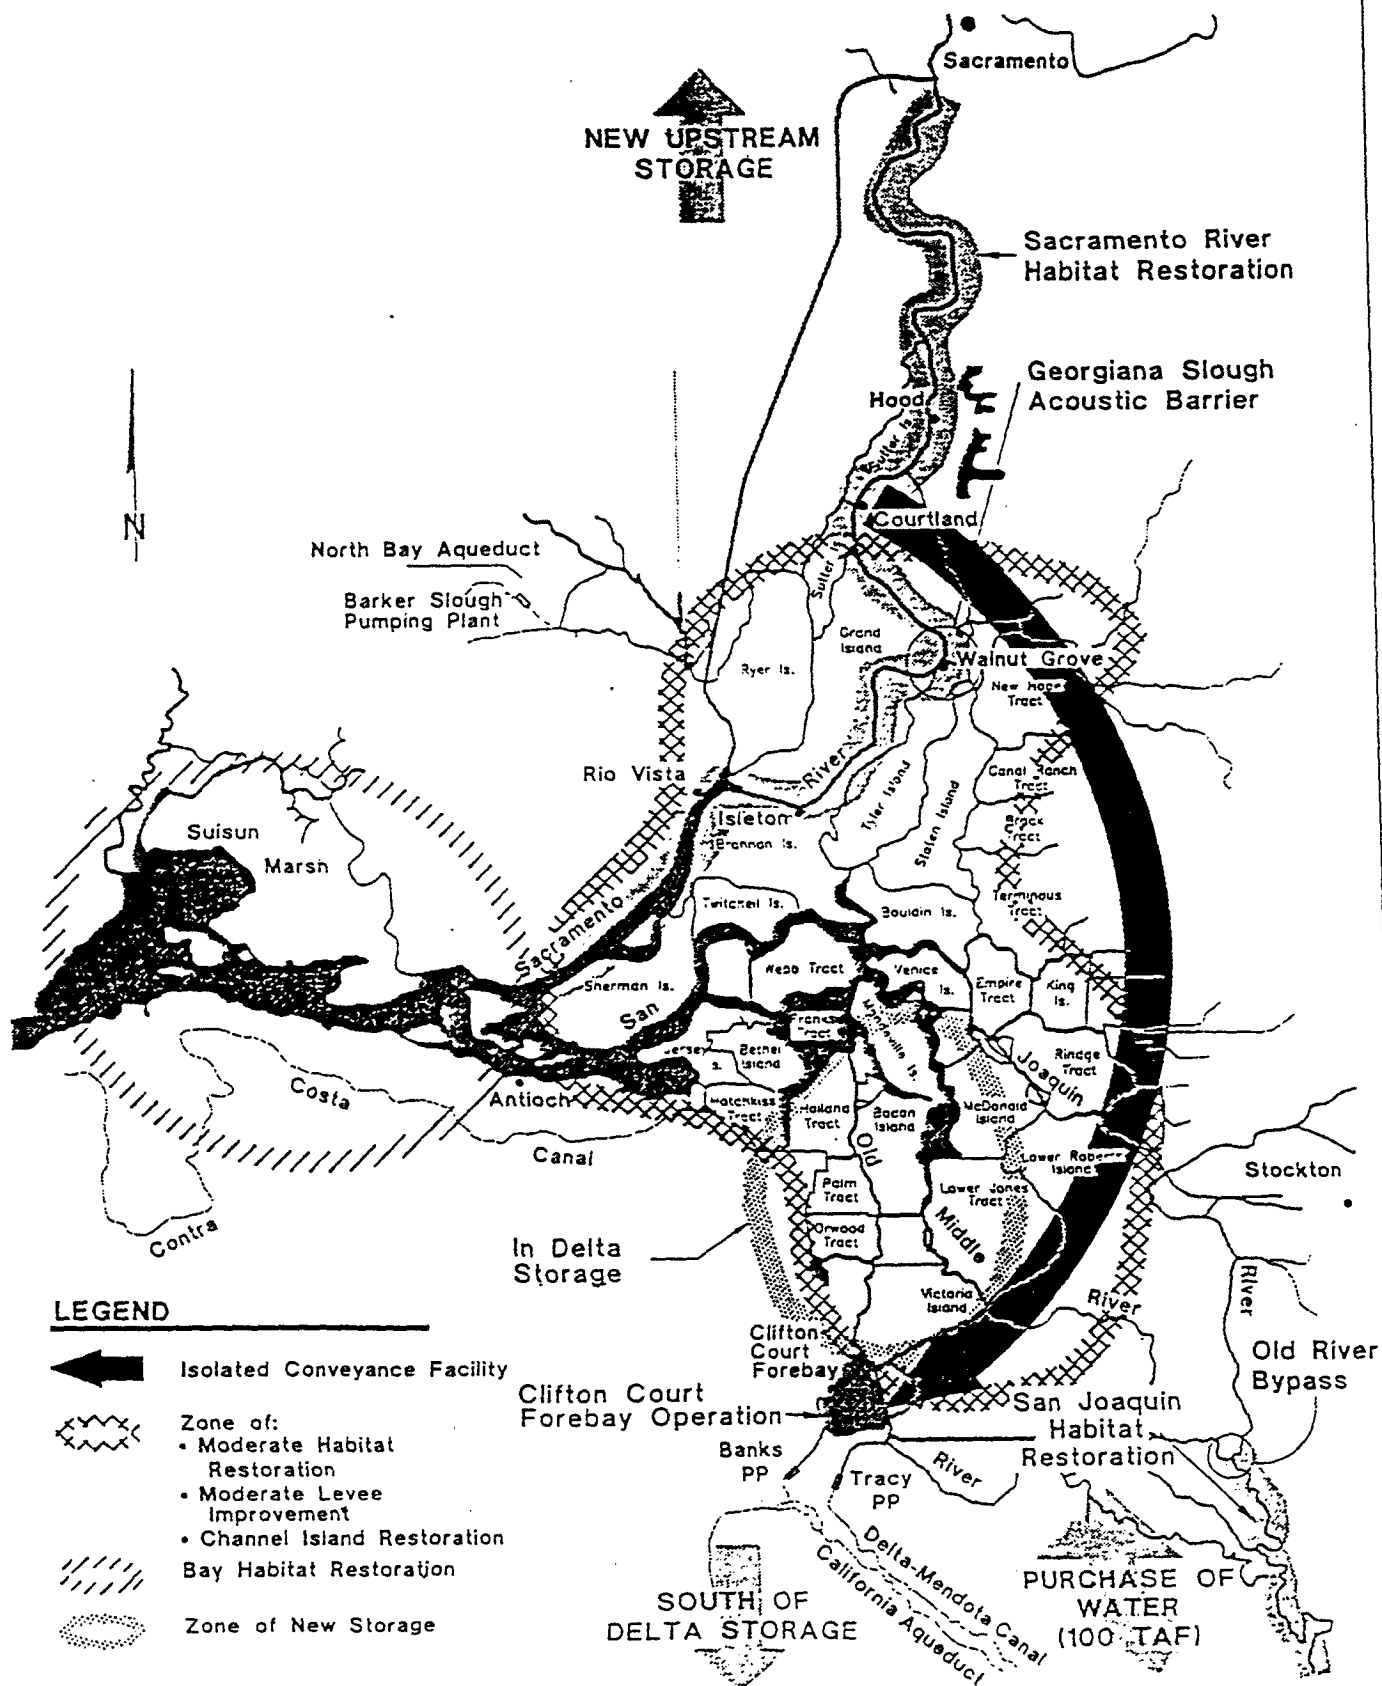 Sacramento
NEW UPSTREAM
STORAGE
Sacramento River
Habitat Restoration
Georgiana Slough
Acoustic Barrier
Hood
Sutter Is.
Courtland
N
North Bay Aqueduct
Barker Slough
Pumping Plant
Sutter Is.
Grand
Island
Ryer Is.
Walnut Grove
New Hope
Tract
Rio Vista
River
Canal Ranch
Tract
Isleton
Brannan Is.
Tyler Island
Staten Island
Brack
Tract
Suisun
Marsh
Terminous
Tract
Twitchell Is.
Bouldin Is.
Sacramento
Sherman Is.
Webb Tract
Venice
Is.
Empire
Tract
King
Is.
San
Franks
Tract
Mandeville
Is.
Jersey
Is.
Bethel
Island
Joaquin
Rindge
Tract
Costa
Antioch
Hotchkiss
Tract
Holland
Tract
Bacon
Island
McDonald
Island
Old
Canal
Lower Roberts
Island
Stockton
Palm
Tract
Lower Jones
Tract
Contra
Orwood
Tract
Middle
In Delta
Storage
Victoria
Island
River
River
LEGEND
Clifton
Court
Forebay
Old River
Bypass
Isolated Conveyance Facility
Clifton Court
Forebay Operation
San Joaquin
Habitat
Restoration
Zone of:
• Moderate Habitat
Restoration
• Moderate Levee
Improvement
• Channel Island Restoration
Banks
PP
Tracy
PP
River
Bay Habitat Restoration
Delta-Mendota Canal
California Aqueduct
Zone of New Storage
SOUTH OF
DELTA STORAGE
PURCHASE OF
WATER
(100 TAF)